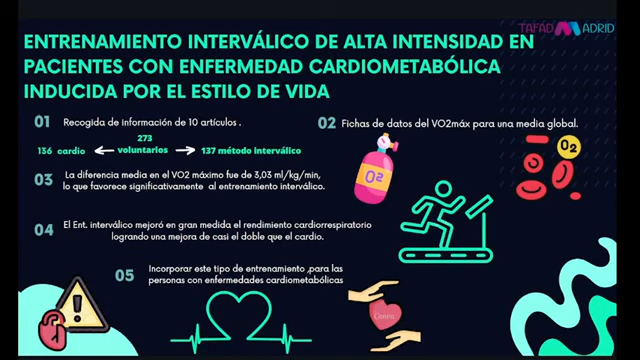 TAFAD MADRID
ENTRENAMIENTO INTERVÁLICO DE ALTA INTENSIDAD EN
PACIENTES CON ENFERMEDAD CARDIOMETABÓLICA
INDUCIDA POR EL ESTILO DE VIDA
01
Recogida de información de 10 artículos .
273
136 cardio
voluntarios
137 método interválico
02
Fichas de datos del VO2máx para una media global.
O2
O2
03
La diferencia media en el VO2 máximo fue de 3,03 ml/kg/min,
lo que favorece significativamente al entrenamiento interválico.
04
El Ent. interválico mejoró en gran medida el rendimiento cardiorrespiratorio
logrando una mejora de casi el doble que el cardio.
05
Incorporar este tipo de entrenamiento ,para las
personas con enfermedades cardiometabólicas
Canva